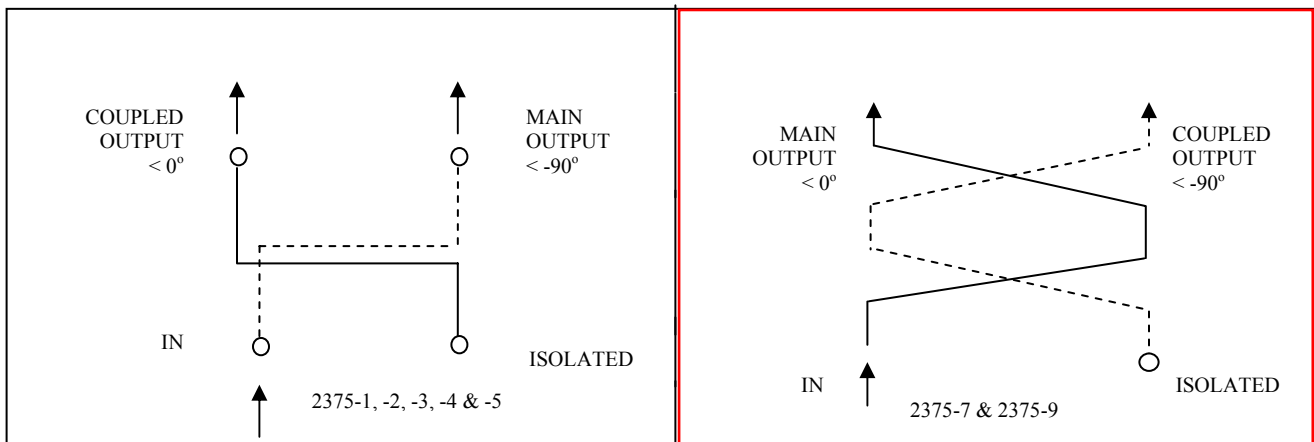 COUPLED
OUTPUT
< 0º
MAIN
OUTPUT
< -90º
IN
ISOLATED
2375-1, -2, -3, -4 & -5
MAIN
OUTPUT
< 0º
COUPLED
OUTPUT
< -90º
IN
ISOLATED
2375-7 & 2375-9